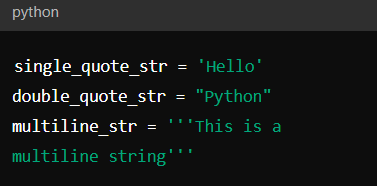 python
single_quote_str = 'Hello'
double_quote_str = "Python"
multiline_str = '''This is a
multiline string'''